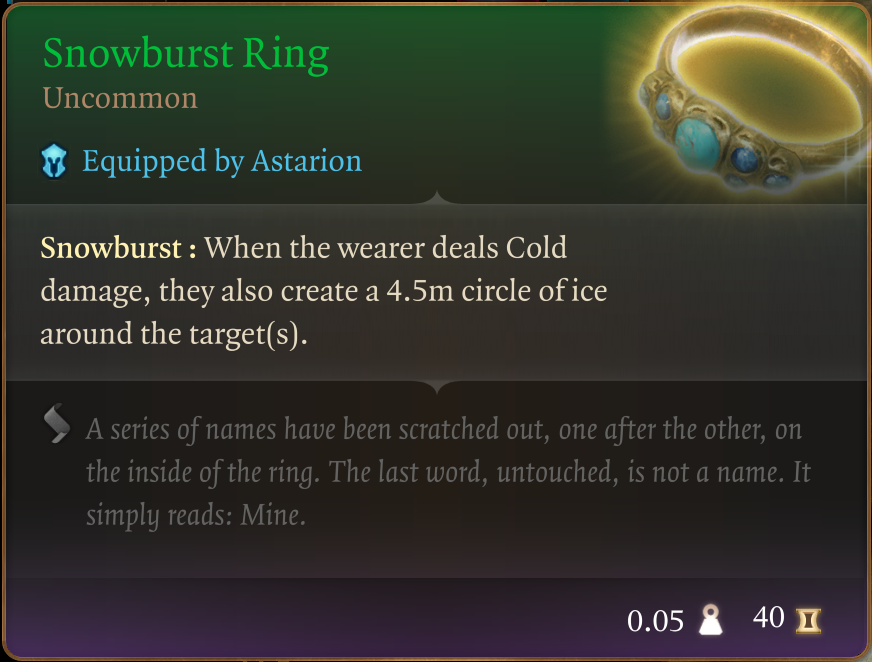 Snowburst Ring
Uncommon
Equipped by Astarion
Snowburst : When the wearer deals Cold
damage, they also create a 4.5m circle of ice
around the target(s).
A series of names have been scratched out, one after the other, on
the inside of the ring. The last word, untouched, is not a name. It
simply reads: Mine.
0.05 40